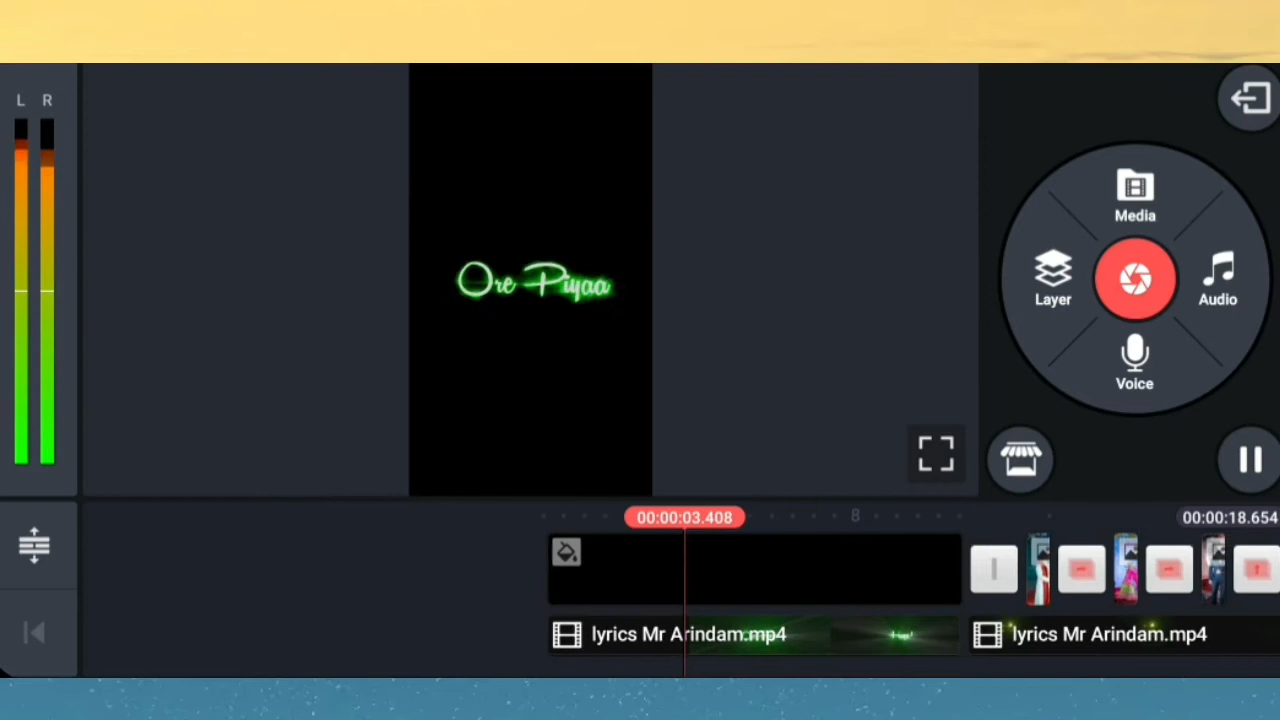 L R
Media
Layer
Audio
Voice
Ore Piyaa
00:00:03.408
8
00:00:18.654
lyrics Mr Arindam.mp4
lyrics Mr Arindam.mp4